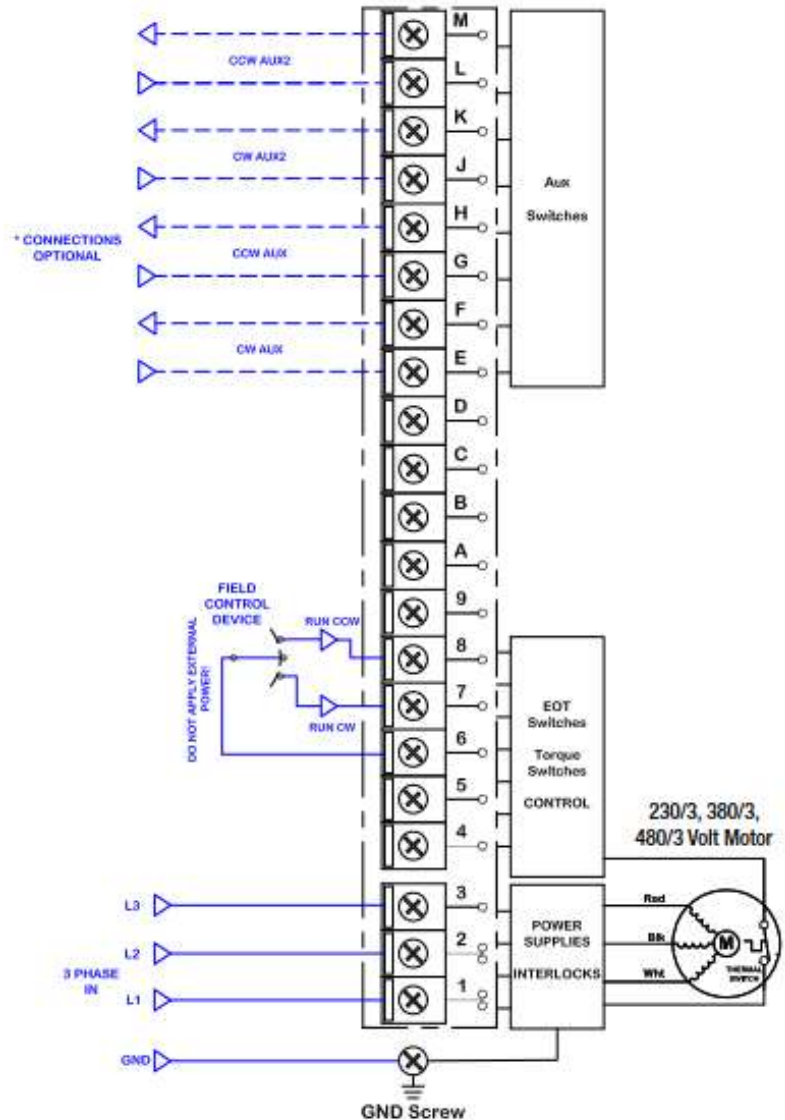 M
CCW AUX2
L
K
CW AUX2
J
Aux
Switches
H
* CONNECTIONS
OPTIONAL
CCW AUX
G
F
CW AUX
E
D
C
B
A
FIELD
CONTROL
DEVICE
9
RUN CCW
8
DO NOT APPLY EXTERNAL
POWER!
7
RUN CW
EOT
Switches
6
Torque
Switches
5
CONTROL
4
230/3, 380/3,
480/3 Volt Motor
L3
3
Red
POWER
SUPPLIES
L2
2
Blk
M
3 PHASE
IN
INTERLOCKS
THERMAL
SWITCH
L1
1
Wht
GND
GND Screw